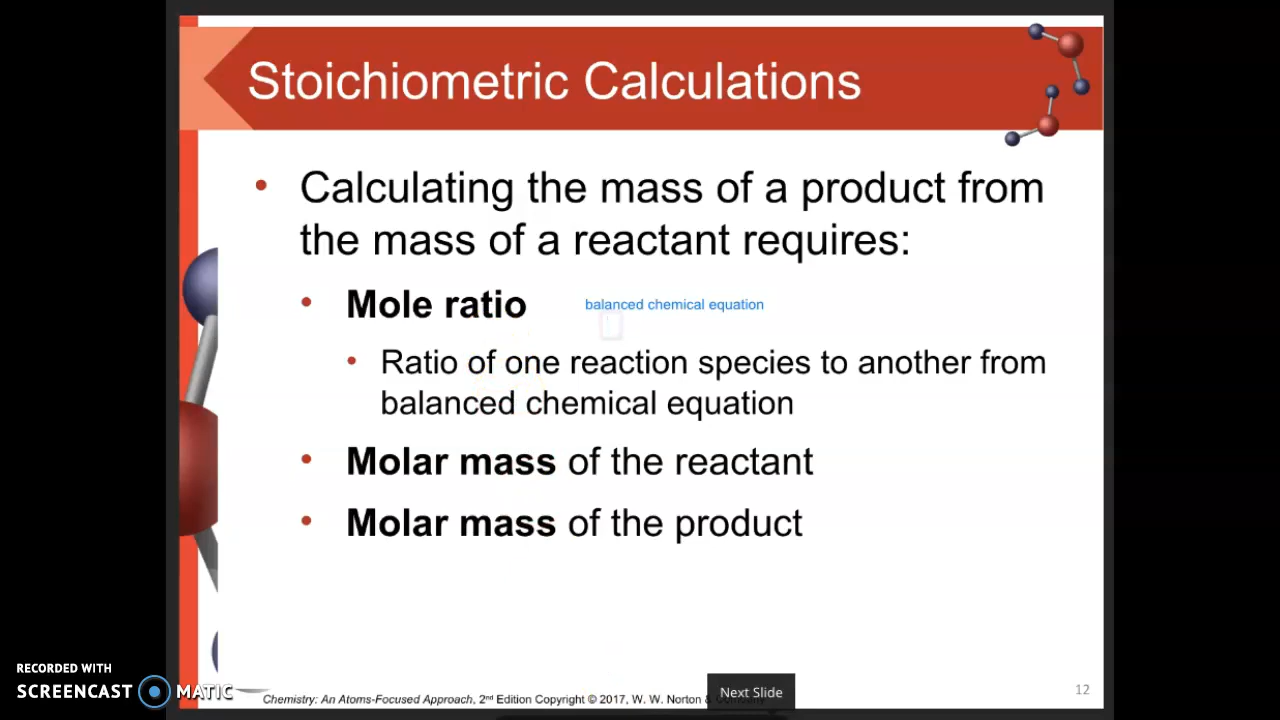 Stoichiometric Calculations
• Calculating the mass of a product from
the mass of a reactant requires:
• Mole ratio balanced chemical equation
• Ratio of one reaction species to another from
balanced chemical equation
• Molar mass of the reactant
• Molar mass of the product
RECORDED WITH
SCREENCAST MATIC
Chemistry: An Atoms-Focused Approach, 2nd Edition Copyright © 2017, W. W. Norton
Next Slide
12